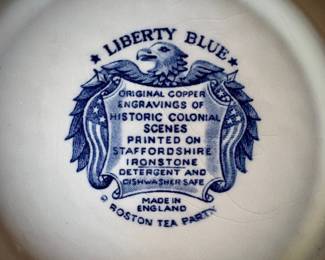 ★ LIBERTY BLUE ★
ORIGINAL COPPER
ENGRAVINGS OF
HISTORIC COLONIAL
SCENES
PRINTED ON
STAFFORDSHIRE
IRONSTONE
DETERGENT AND
DISHWASHER SAFE
MADE IN
ENGLAND
© BOSTON TEA PARTY